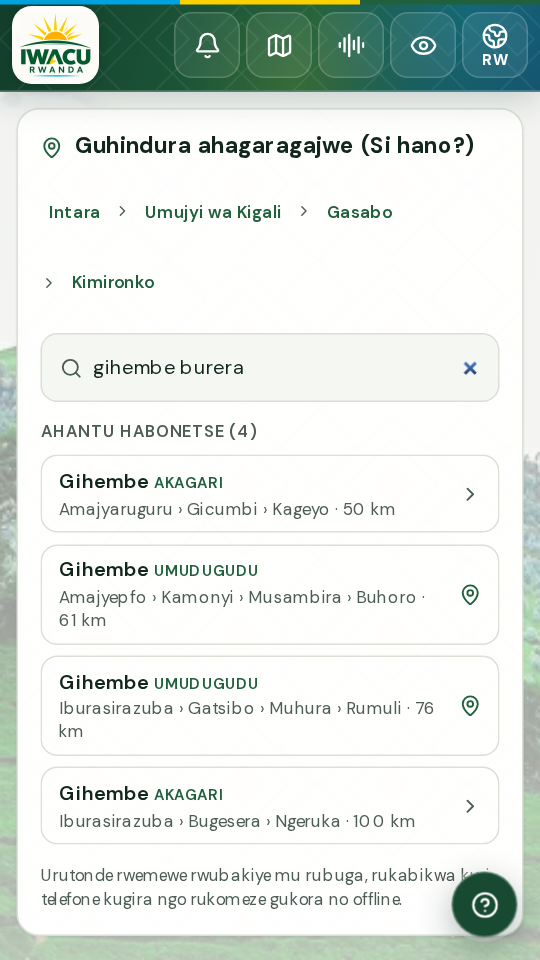 IWACU
RWANDA
RW
Guhindura ahagaragajwe (Si hano?)
Intara › Umujyi wa Kigali › Gasabo
› Kimironko
gihembe burera
AHANTU HABONETSE (4)
Gihembe AKAGARI
Amajyaruguru › Gicumbi › Kageyo · 50 km
Gihembe UMUDUGUDU
Amajyepfo › Kamonyi › Musambira › Buhoro ·
61 km
Gihembe UMUDUGUDU
Iburasirazuba › Gatsibo › Muhura › Rumuli · 76
km
Gihembe AKAGARI
Iburasirazuba › Bugesera › Ngeruka · 100 km
Urutonde rwemewe rwubakiye mu rubuga, rukabikwa
telefone kugira ngo rukomeze gukora no offline.